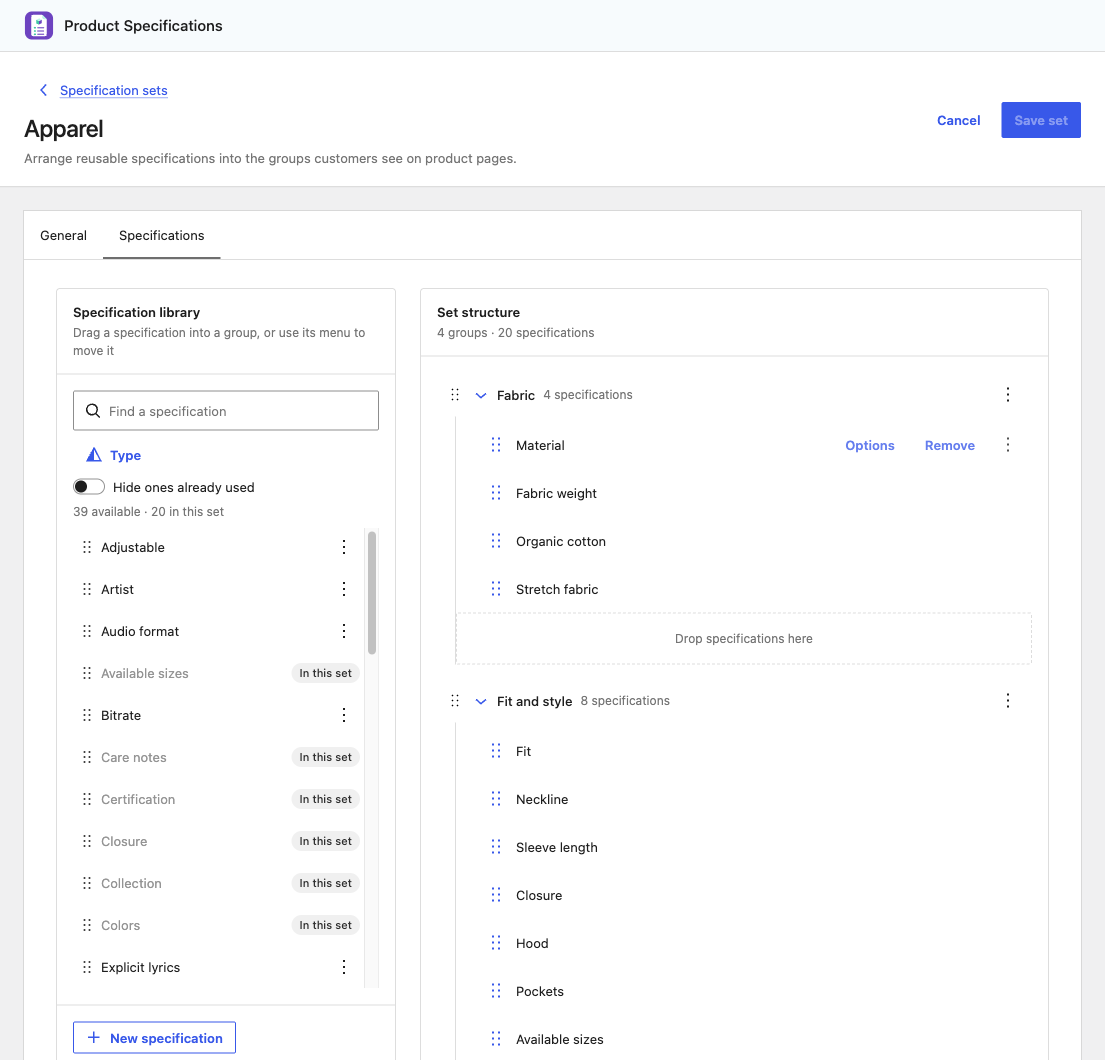 Product Specifications
Specification sets
Apparel
Arrange reusable specifications into the groups customers see on product pages.
Cancel
Save set
General
Specifications
Specification library
Drag a specification into a group, or use its menu to
move it
Find a specification
Type
Hide ones already used
39 available · 20 in this set
Adjustable
Artist
Audio format
Available sizes
In this set
Bitrate
Care notes
In this set
Certification
In this set
Closure
In this set
Collection
In this set
Colors
In this set
Explicit lyrics
New specification
Set structure
4 groups · 20 specifications
Fabric 4 specifications
Material
Options
Remove
Fabric weight
Organic cotton
Stretch fabric
Drop specifications here
Fit and style 8 specifications
Fit
Neckline
Sleeve length
Closure
Hood
Pockets
Available sizes